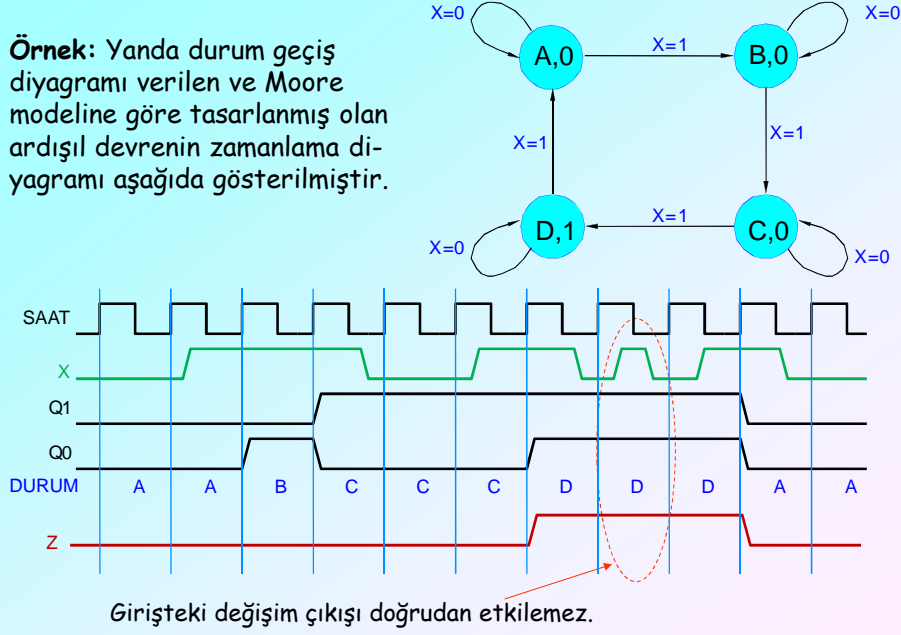 Örnek: Yanda durum geçiş
diyagramı verilen ve Moore
modeline göre tasarlanmış olan
ardışıl devrenin zamanlama di-
yagramı aşağıda gösterilmiştir.
X=0
X=0
A,0
X=1
B,0
X=1
X=1
D,1
X=1
C,0
X=0
X=0
SAAT
X
Q1
Q0
DURUM A A B C C C D D D A A
Z
Girişteki değişim çıkışı doğrudan etkilemez.